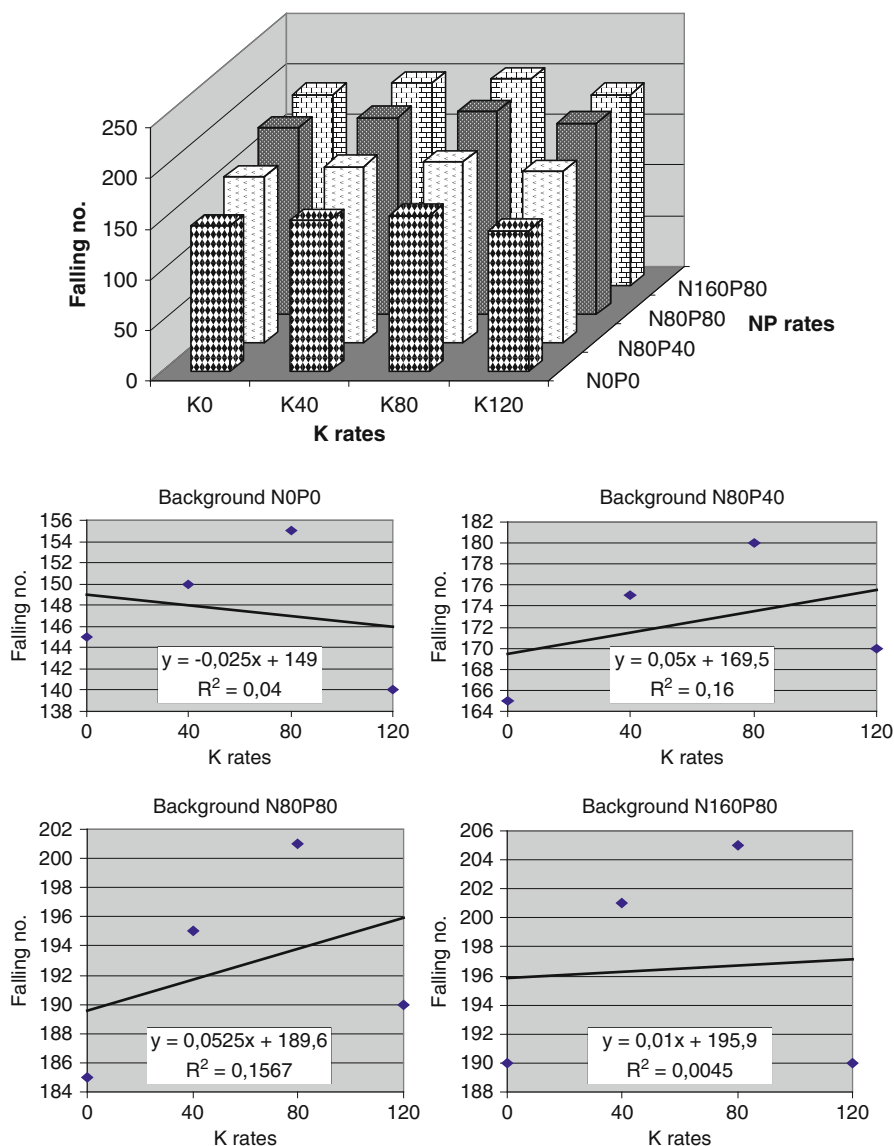 250
200
150
100
50
0
Falling no.
K0 K40 K80 K120
K rates
N0P0
N80P40
N80P80
N160P80
NP rates
Background N0P0
156
154
152
150
148
146
144
142
140
138
Falling no.
y = -0,025x + 149
R² = 0,04
0 40 80 120
K rates
Background N80P40
182
180
178
176
174
172
170
168
166
164
Falling no.
y = 0,05x + 169,5
R² = 0,16
0 40 80 120
K rates
Background N80P80
202
200
198
196
194
192
190
188
186
184
Falling no.
y = 0,0525x + 189,6
R² = 0,1567
0 40 80 120
K rates
Background N160P80
206
204
202
200
198
196
194
192
190
188
Falling no.
y = 0,01x + 195,9
R² = 0,0045
0 40 80 120
K rates